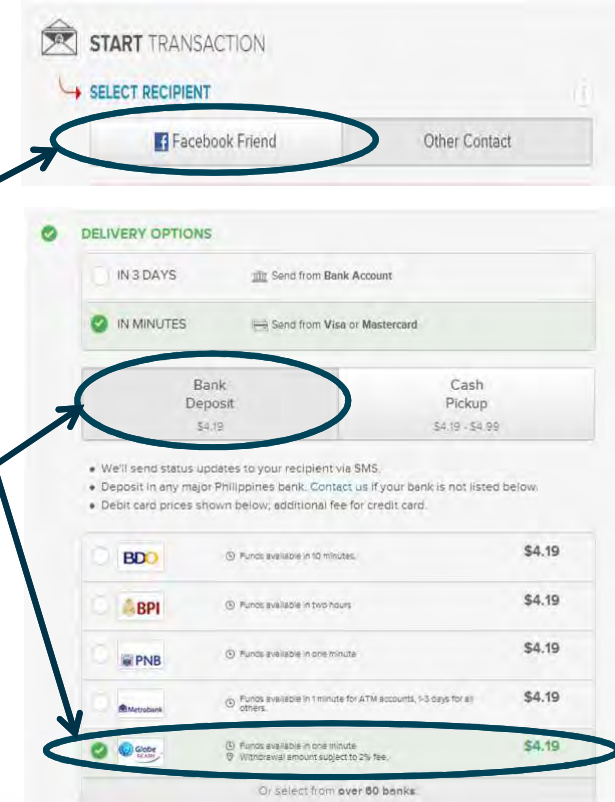 START TRANSACTION
SELECT RECIPIENT
Facebook Friend
Other Contact
DELIVERY OPTIONS
IN 3 DAYS
Send from Bank Account
IN MINUTES
Send from Visa or Mastercard
Bank Deposit
$4.19
Cash Pickup
$4.19 - $4.99
• We'll send status updates to your recipient via SMS.
• Deposit in any major Philippines bank. Contact us if your bank is not listed below.
• Debit card prices shown below, additional fee for credit card.
BDO
Funds available in 10 minutes.
$4.19
BPI
Funds available in two hours
$4.19
PNB
Funds available in one minute
$4.19
Metrobank
Funds available in 1 minute for ATM accounts, 1-3 days for all others.
$4.19
Globe GCASH
Funds available in one minute
Withdrawal amount subject to 2% fee.
$4.19
Or select from over 60 banks